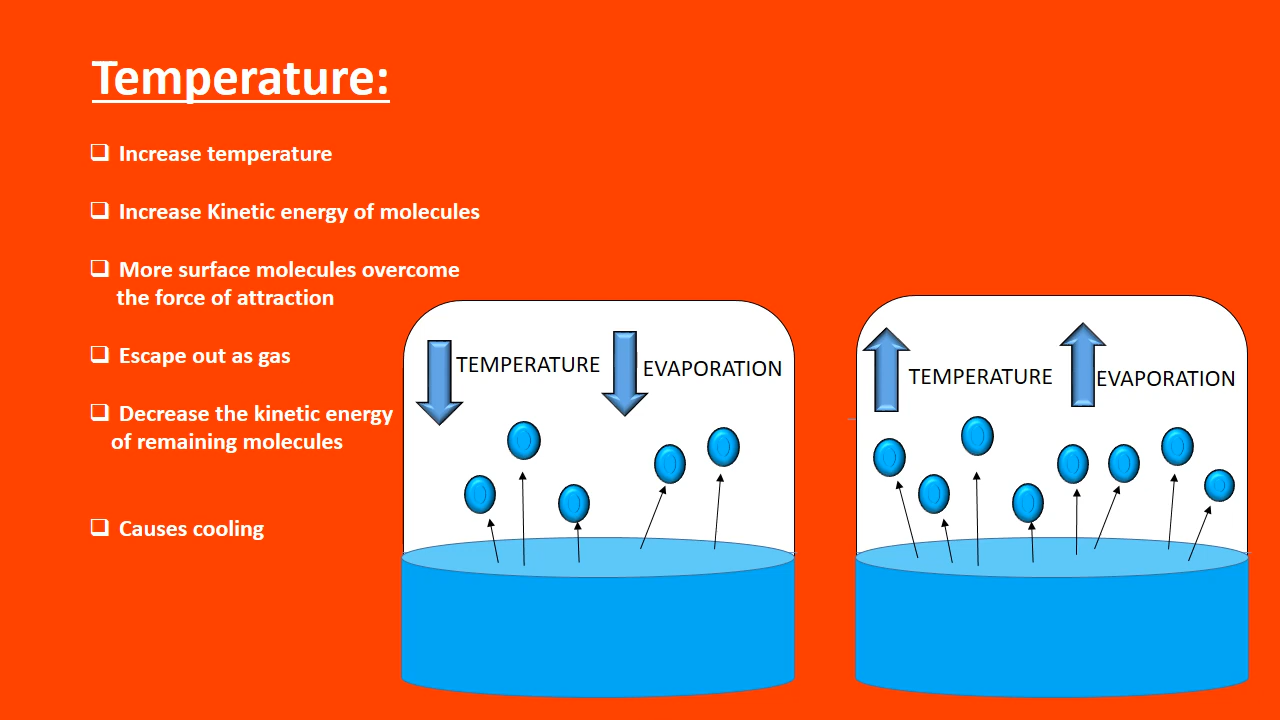 Temperature:
❑ Increase temperature
❑ Increase Kinetic energy of molecules
❑ More surface molecules overcome
the force of attraction
❑ Escape out as gas
❑ Decrease the kinetic energy
of remaining molecules
❑ Causes cooling
TEMPERATURE
EVAPORATION
TEMPERATURE
EVAPORATION